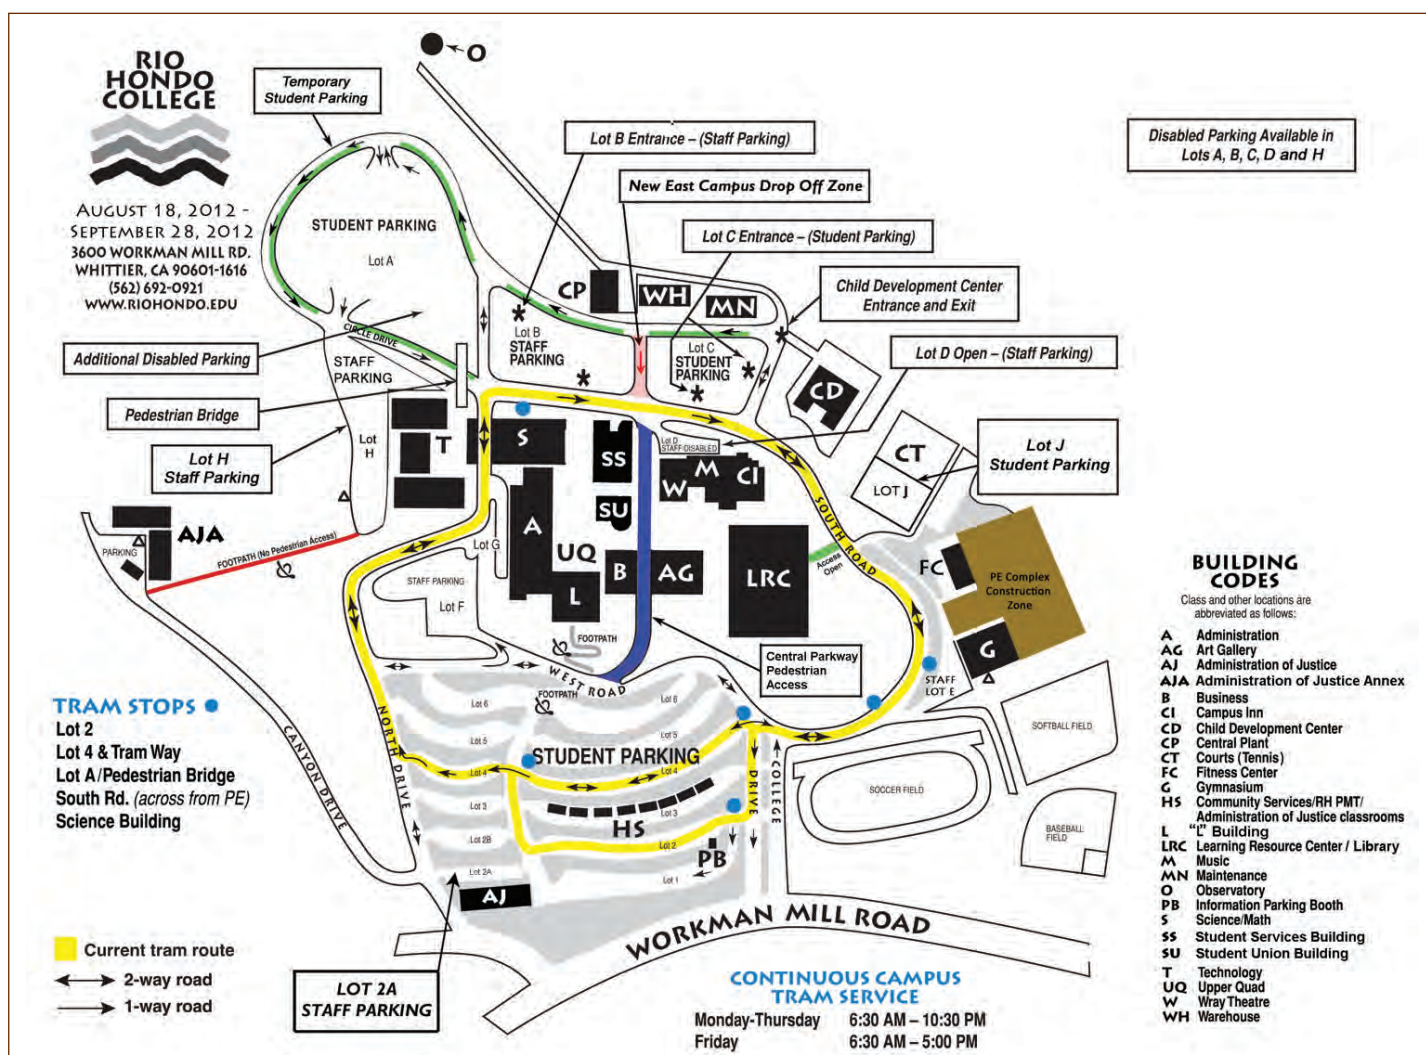 RIO
HONDO
COLLEGE
AUGUST 18, 2012 -
SEPTEMBER 28, 2012
3600 WORKMAN MILL RD.
WHITTIER, CA 90601-1616
(562) 692-0921
WWW.RIOHONDO.EDU
Temporary
Student Parking
O
Lot B Entrance – (Staff Parking)
New East Campus Drop Off Zone
Lot C Entrance – (Student Parking)
Child Development Center
Entrance and Exit
Lot D Open – (Staff Parking)
Disabled Parking Available in
Lots A, B, C, D and H
STUDENT PARKING
Lot A
CP
WH
MN
Lot B
STAFF
PARKING
*
*
Lot C
STUDENT
PARKING
*
*
*
CIRCLE DRIVE
STAFF
PARKING
Additional Disabled Parking
Pedestrian Bridge
Lot H
Staff Parking
Lot
H
T
S
SS
Lot D
STAFF DISABLED
M
W
CI
CD
CT
LOT J
Lot J
Student Parking
SU
A
UQ
B
AG
L
LRC
Access
Open
SOUTH ROAD
FC
PE Complex
Construction
Zone
G
STAFF
LOT E
AJA
PARKING
FOOTPATH (No Pedestrian Access)
Lot G
STAFF PARKING
Lot F
FOOTPATH
WEST ROAD
FOOTPATH
Central Parkway
Pedestrian
Access
CANYON DRIVE
NORTH DRIVE
Lot 6
Lot 6
Lot 5
Lot 5
STUDENT PARKING
Lot 4
Lot 4
Lot 3
Lot 3
HS
Lot 2B
Lot 2
PB
Lot 2A
Lot 1
AJ
COLLEGE
DRIVE
SOCCER FIELD
SOFTBALL FIELD
BASEBALL
FIELD
WORKMAN MILL ROAD
LOT 2A
STAFF PARKING
TRAM STOPS
Lot 2
Lot 4 & Tram Way
Lot A/Pedestrian Bridge
South Rd. (across from PE)
Science Building
Current tram route
2-way road
1-way road
CONTINUOUS CAMPUS
TRAM SERVICE
Monday-Thursday 6:30 AM – 10:30 PM
Friday 6:30 AM – 5:00 PM
BUILDING
CODES
Class and other locations are
abbreviated as follows:
A Administration
AG Art Gallery
AJ Administration of Justice
AJA Administration of Justice Annex
B Business
CI Campus Inn
CD Child Development Center
CP Central Plant
CT Courts (Tennis)
FC Fitness Center
G Gymnasium
HS Community Services/RH PMT/
Administration of Justice classrooms
L "L" Building
LRC Learning Resource Center / Library
M Music
MN Maintenance
O Observatory
PB Information Parking Booth
S Science/Math
SS Student Services Building
SU Student Union Building
T Technology
UQ Upper Quad
W Wray Theatre
WH Warehouse